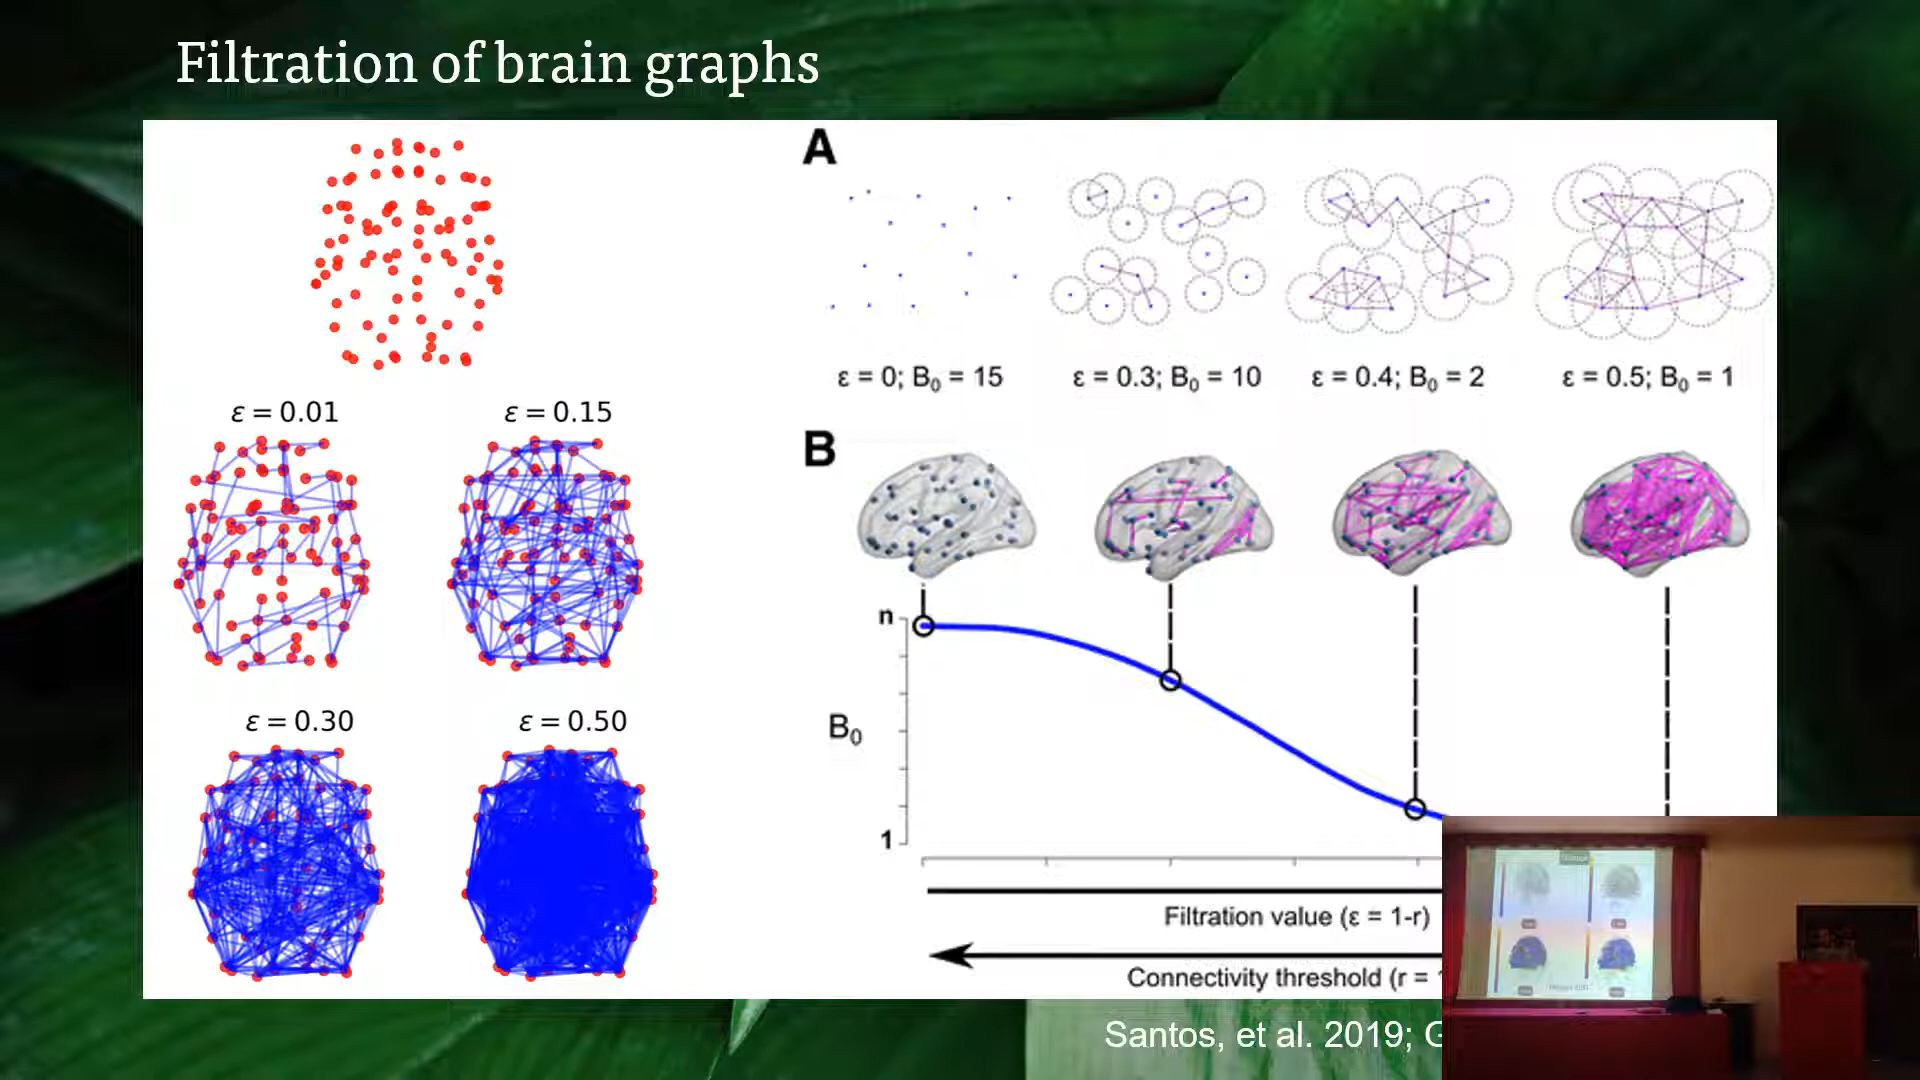 Filtration of brain graphs
ε = 0.01
ε = 0.15
ε = 0.30
ε = 0.50
A
ε = 0; B₀ = 15
ε = 0.3; B₀ = 10
ε = 0.4; B₀ = 2
ε = 0.5; B₀ = 1
B
n
B₀
1
Filtration value (ε = 1-r)
Connectivity threshold (r =
Santos, et al. 2019;